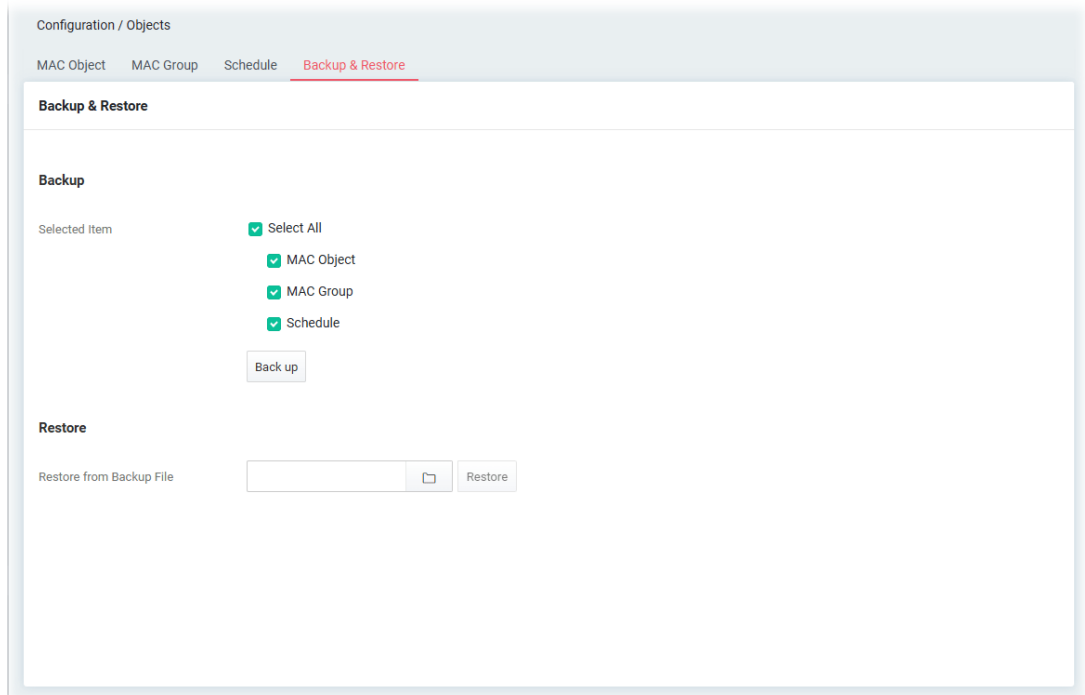 Configuration / Objects
MAC Object MAC Group Schedule Backup & Restore
Backup & Restore
Backup
Selected Item
Select All
MAC Object
MAC Group
Schedule
Back up
Restore
Restore from Backup File Restore